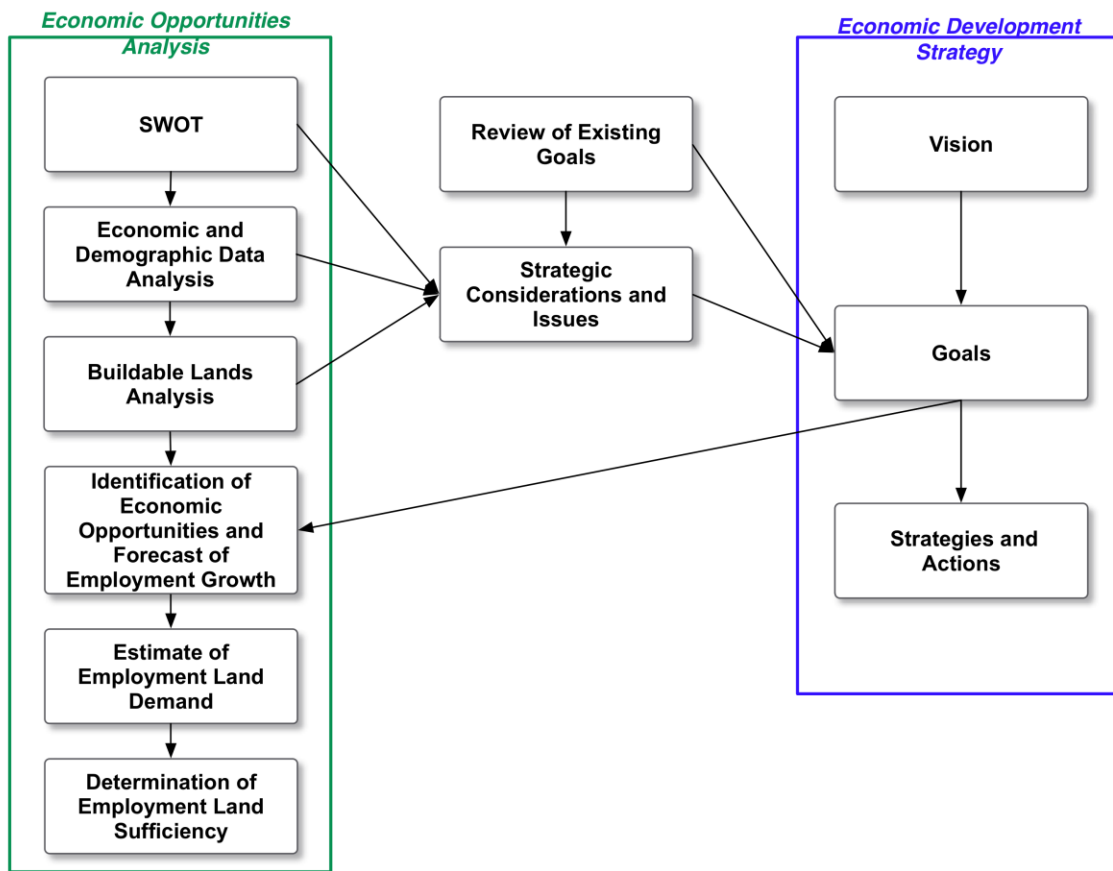 Economic Opportunities
Analysis
SWOT
Economic and
Demographic Data
Analysis
Buildable Lands
Analysis
Identification of
Economic
Opportunities and
Forecast of
Employment Growth
Estimate of
Employment Land
Demand
Determination of
Employment Land
Sufficiency
Review of Existing
Goals
Strategic
Considerations and
Issues
Economic Development
Strategy
Vision
Goals
Strategies and
Actions